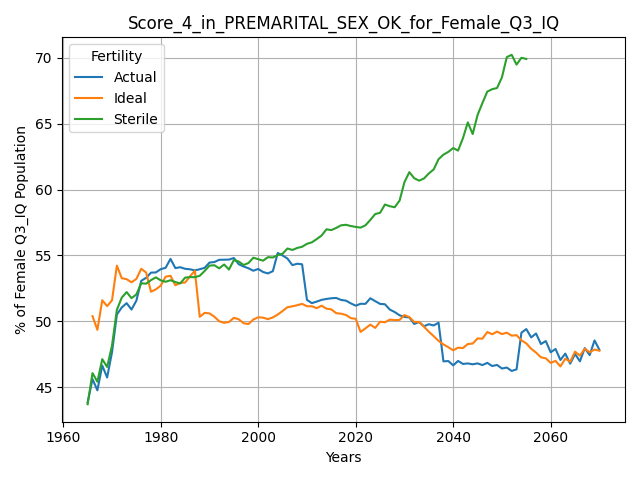 Score_4_in_PREMARITAL_SEX_OK_for_Female_Q3_IQ
Fertility
Actual
Ideal
Sterile
% of Female Q3_IQ Population
70
65
60
55
50
45
1960
1980
2000
2020
2040
2060
Years